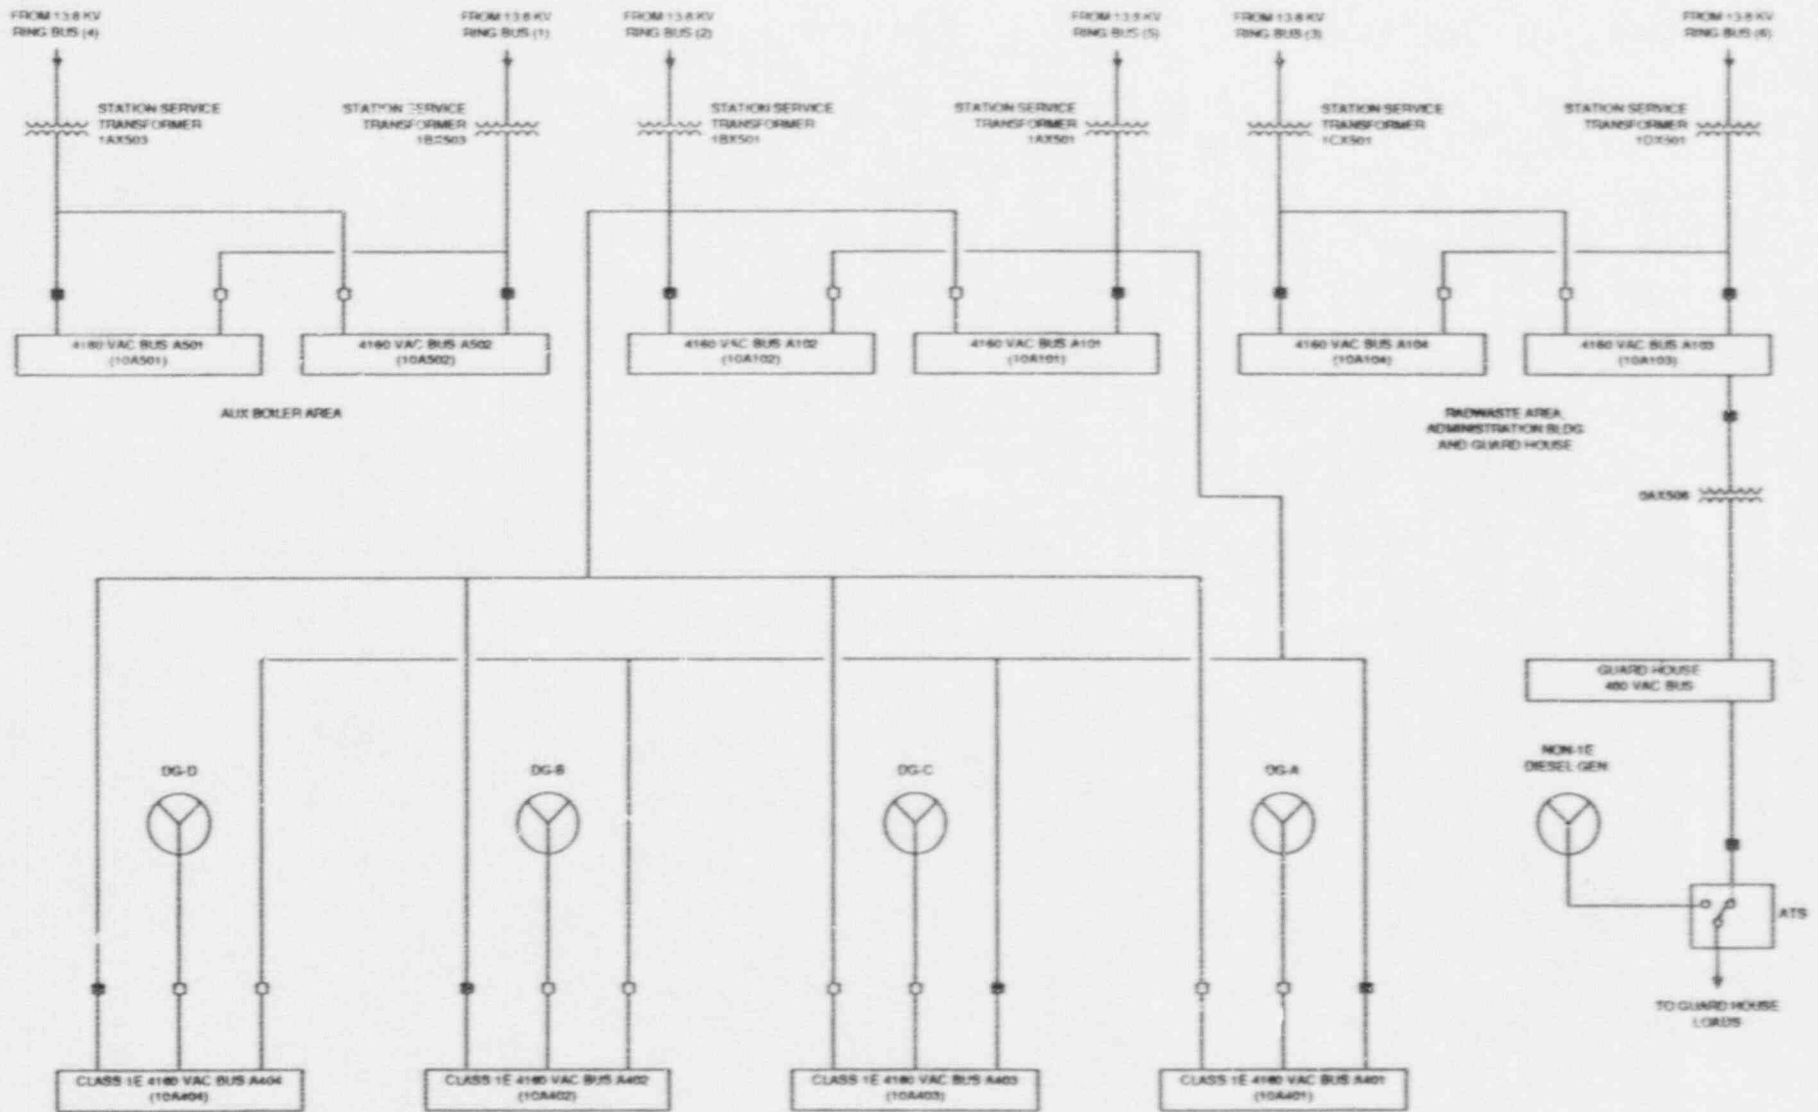 FROM 13.8 KV
RING BUS (4)
FROM 13.8 KV
RING BUS (1)
FROM 13.8 KV
RING BUS (2)
FROM 13.8 KV
RING BUS (5)
FROM 13.8 KV
RING BUS (3)
FROM 13.8 KV
RING BUS (6)
STATION SERVICE
TRANSFORMER
1AX503
STATION SERVICE
TRANSFORMER
STATION SERVICE
TRANSFORMER
1BX501
STATION SERVICE
TRANSFORMER
1AX501
STATION SERVICE
TRANSFORMER
1CX501
STATION SERVICE
TRANSFORMER
1DX501
4160 VAC BUS A501
(10A501)
4160 VAC BUS A502
(10A502)
4160 VAC BUS A102
(10A102)
4160 VAC BUS A101
(10A101)
4160 VAC BUS A104
(10A104)
4160 VAC BUS A103
(10A103)
AUX BOILER AREA
RADWASTE AREA,
ADMINISTRATION BLDG
AND GUARD HOUSE
0AX506
GUARD HOUSE
480 VAC BUS
DG-D
DG-B
DG-C
DG-A
NON-1E
DIESEL GEN
ATS
TO GUARD HOUSE
LOADS
CLASS 1E 4160 VAC BUS A404
(10A404)
CLASS 1E 4160 VAC BUS A402
(10A402)
CLASS 1E 4160 VAC BUS A403
(10A403)
CLASS 1E 4160 VAC BUS A401
(10A401)